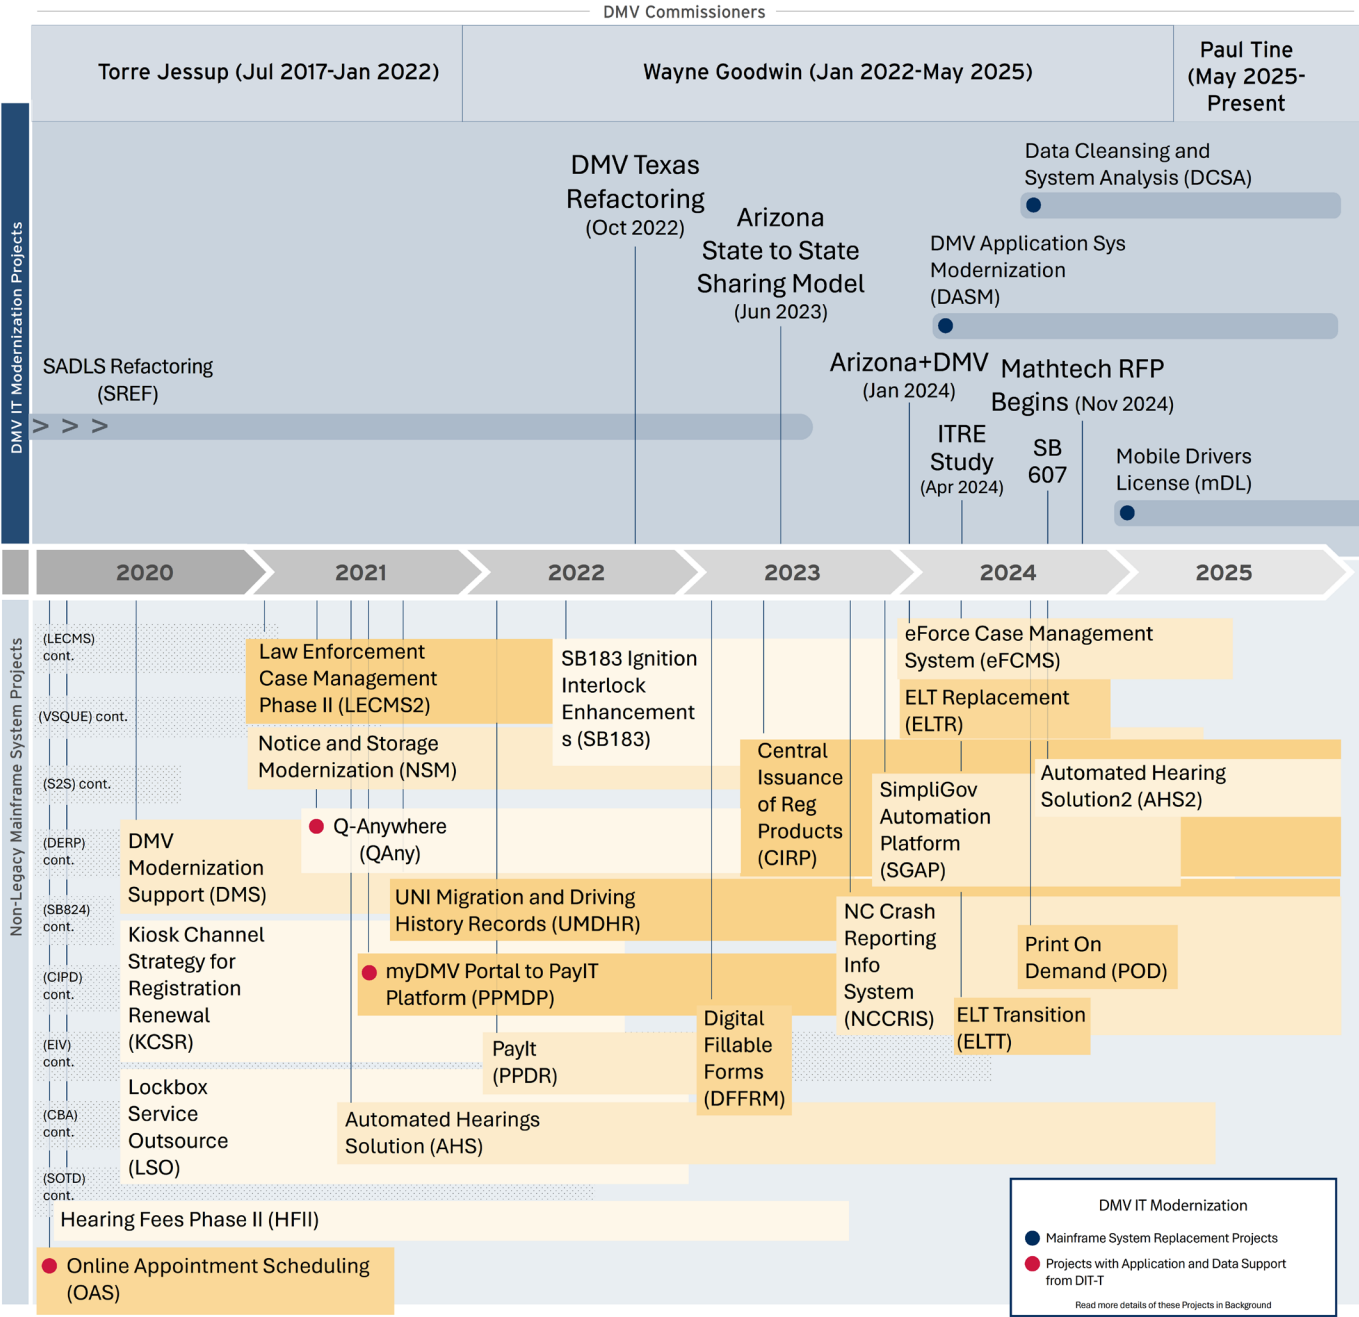 DMV Commissioners
Torre Jessup (Jul 2017-Jan 2022)
Wayne Goodwin (Jan 2022-May 2025)
Paul Tine
(May 2025-
Present
DMV IT Modernization Projects
Data Cleansing and
System Analysis (DCSA)
DMV Texas
Refactoring
(Oct 2022)
Arizona
State to State
Sharing Model
(Jun 2023)
DMV Application Sys
Modernization
(DASM)
SADLS Refactoring
(SREF)
> > >
Arizona+DMV
(Jan 2024)
Mathtech RFP
Begins (Nov 2024)
ITRE
Study
(Apr 2024)
SB
607
Mobile Drivers
License (mDL)
2020
2021
2022
2023
2024
2025
Non-Legacy Mainframe System Projects
(LECMS)
cont.
(VSQUE) cont.
(S2S) cont.
(DERP)
cont.
(SB824)
cont.
(CIPD)
cont.
(EIV)
cont.
(CBA)
cont.
(SOTD)
cont.
Law Enforcement
Case Management
Phase II (LECMS2)
Notice and Storage
Modernization (NSM)
SB183 Ignition
Interlock
Enhancement
s (SB183)
eForce Case Management
System (eFCMS)
ELT Replacement
(ELTR)
Central
Issuance
of Reg
Products
(CIRP)
SimpliGov
Automation
Platform
(SGAP)
Automated Hearing
Solution2 (AHS2)
Q-Anywhere
(QAny)
DMV
Modernization
Support (DMS)
UNI Migration and Driving
History Records (UMDHR)
NC Crash
Reporting
Info
System
(NCCRIS)
Kiosk Channel
Strategy for
Registration
Renewal
(KCSR)
myDMV Portal to PayIT
Platform (PPMDP)
Print On
Demand (POD)
Digital
Fillable
Forms
(DFFRM)
ELT Transition
(ELTT)
PayIt
(PPDR)
Lockbox
Service
Outsource
(LSO)
Automated Hearings
Solution (AHS)
Hearing Fees Phase II (HFII)
Online Appointment Scheduling
(OAS)
DMV IT Modernization
Mainframe System Replacement Projects
Projects with Application and Data Support
from DIT-T
Read more details of these Projects in Background